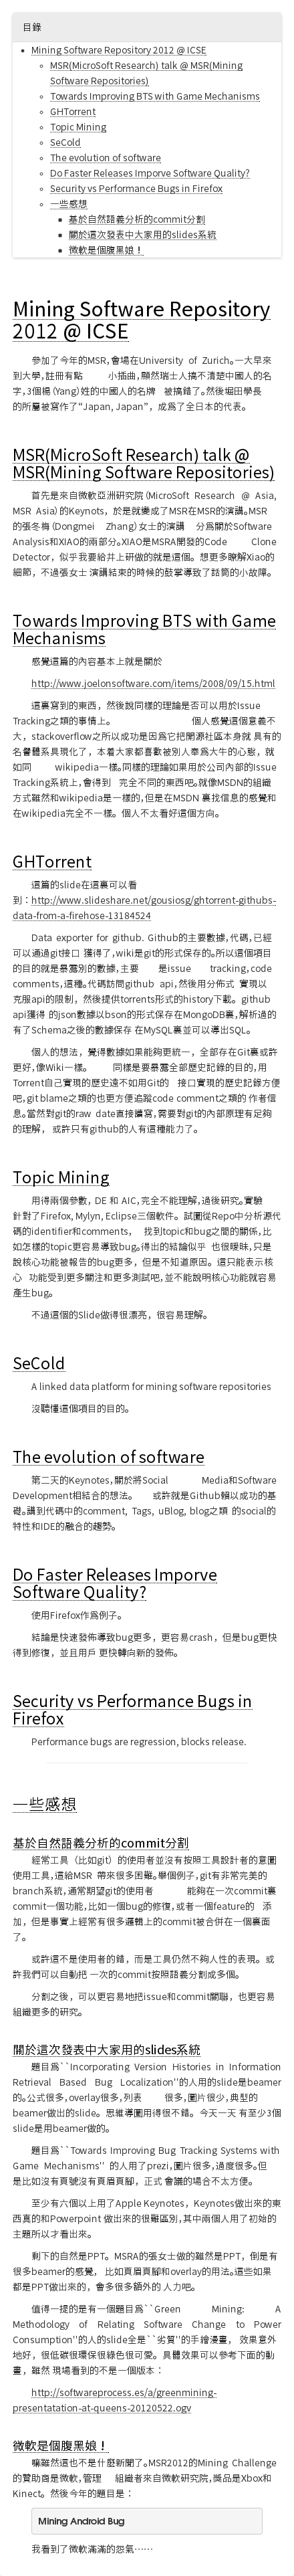 目錄
Mining Software Repository 2012 @ ICSE
MSR(MicroSoft Research) talk @ MSR(Mining
Software Repositories)
Towards Improving BTS with Game Mechanisms
GHTorrent
Topic Mining
SeCold
The evolution of software
Do Faster Releases Imporve Software Quality?
Security vs Performance Bugs in Firefox
一些感想
基於自然語義分析的commit分割
關於這次發表中大家用的slides系統
微軟是個腹黑娘！
Mining Software Repository
2012 @ ICSE
參加了今年的MSR，會場在University of Zurich。一大早來
到大學，註冊有點 小插曲，顯然瑞士人搞不清楚中國人的名
字，3個楊（Yang）姓的中國人的名牌 被搞錯了。然後堀田學長
的所屬被寫作了“Japan, Japan”， 成爲了全日本的代表。
MSR(MicroSoft Research) talk @
MSR(Mining Software Repositories)
首先是來自微軟亞洲研究院（MicroSoft Research @ Asia,
MSR Asia）的Keynots， 於是就變成了MSR在MSR的演講。MSR
的張冬梅（Dongmei Zhang）女士的演講 分爲關於Software
Analysis和XIAO的兩部分。XIAO是MSRA開發的Code Clone
Detector，似乎我要給井上研做的就是這個。想更多瞭解Xiao的
細節，不過張女士 演講結束的時候的鼓掌導致了話筒的小故障。
Towards Improving BTS with Game
Mechanisms
感覺這篇的內容基本上就是關於
http://www.joelonsoftware.com/items/2008/09/15.html
這裏寫到的東西，然後說同樣的理論是否可以用於Issue
Tracking之類的事情上。 個人感覺這個意義不
大，stackoverflow之所以成功是因爲它把開源社區本身就 具有的
名譽體系具現化了，本着大家都喜歡被別人奉爲大牛的心態，就
如同 wikipedia一樣。同樣的理論如果用於公司內部的Issue
Tracking系統上，會得到 完全不同的東西吧。就像MSDN的組織
方式雖然和wikipedia是一樣的，但是在MSDN 裏找信息的感覺和
在wikipedia完全不一樣。個人不太看好這個方向。
GHTorrent
這篇的slide在這裏可以看
到：http://www.slideshare.net/gousiosg/ghtorrent-githubs-
data-from-a-firehose-13184524
Data exporter for github. Github的主要數據，代碼，已經
可以通過git接口 獲得了，wiki是git的形式保存的。所以這個項目
的目的就是暴露別的數據，主要 是issue tracking,code
comments，這種。代碼訪問github api，然後用分佈式 實現以
克服api的限制，然後提供torrents形式的history下載。github
api獲得 的json數據以bson的形式保存在MongoDB裏，解析過的
有了Schema之後的數據保存 在MySQL裏並可以導出SQL。
個人的想法，覺得數據如果能夠更統一，全部存在Git裏或許
更好，像Wiki一樣。 同樣是要暴露全部歷史記錄的目的，用
Torrent自己實現的歷史遠不如用Git的 接口實現的歷史記錄方便
吧，git blame之類的也更方便追蹤code comment之類的 作者信
息。當然對git的raw date直接讀寫，需要對git的內部原理有足夠
的理解， 或許只有github的人有這種能力了。
Topic Mining
用得兩個參數，DE 和 AIC，完全不能理解，過後研究。實驗
針對了Firefox, Mylyn, Eclipse三個軟件。試圖從Repo中分析源代
碼的identifier和comments， 找到topic和bug之間的關係，比
如怎樣的topic更容易導致bug。得出的結論似乎 也很曖昧，只是
說核心功能被報告的bug更多，但是不知道原因。這只能表示核
心 功能受到更多關注和更多測試吧，並不能說明核心功能就容易
產生bug。
不過這個的Slide做得很漂亮，很容易理解。
SeCold
A linked data platform for mining software repositories
沒聽懂這個項目的目的。
The evolution of software
第二天的Keynotes，關於將Social Media和Software
Development相結合的想法。 或許就是Github賴以成功的基
礎。講到代碼中的comment, Tags, uBlog, blog之類 的social的
特性和IDE的融合的趨勢。
Do Faster Releases Imporve
Software Quality?
使用Firefox作爲例子。
結論是快速發佈導致bug更多，更容易crash，但是bug更快
得到修復，並且用戶 更快轉向新的發佈。
Security vs Performance Bugs in
Firefox
Performance bugs are regression, blocks release.
一些感想
基於自然語義分析的commit分割
經常工具（比如git）的使用者並沒有按照工具設計者的意圖
使用工具，這給MSR 帶來很多困難。舉個例子，git有非常完美的
branch系統，通常期望git的使用者 能夠在一次commit裏
commit一個功能，比如一個bug的修復，或者一個feature的 添
加，但是事實上經常有很多邏輯上的commit被合併在一個裏面
了。
或許這不是使用者的錯，而是工具仍然不夠人性的表現。或
許我們可以自動把 一次的commit按照語義分割成多個。
分割之後，可以更容易地把issue和commit關聯，也更容易
組織更多的研究。
關於這次發表中大家用的slides系統
題目爲``Incorporating Version Histories in Information
Retrieval Based Bug Localization''的人用的slide是beamer
的。公式很多，overlay很多，列表 很多，圖片很少，典型的
beamer做出的slide。思維導圖用得很不錯。今天一天 有至少3個
slide是用beamer做的。
題目爲``Towards Improving Bug Tracking Systems with
Game Mechanisms'' 的人用了prezi，圖片很多，過度很多。但
是比如沒有頁號沒有頁眉頁腳，正式 會議的場合不太方便。
至少有六個以上用了Apple Keynotes，Keynotes做出來的東
西真的和Powerpoint 做出來的很難區別，其中兩個人用了初始的
主題所以才看出來。
剩下的自然是PPT。MSRA的張女士做的雖然是PPT，倒是有
很多beamer的感覺， 比如頁眉頁腳和overlay的用法。這些如果
都是PPT做出來的，會多很多額外的 人力吧。
值得一提的是有一個題目爲``Green Mining: A
Methodology of Relating Software Change to Power
Consumption''的人的slide全是``劣質''的手繪漫畫， 效果意外
地好，很低碳很環保很綠色很可愛。具體效果可以參考下面的動
畫，雖然 現場看到的不是一個版本：
http://softwareprocess.es/a/greenmining-
presentatation-at-queens-20120522.ogv
微軟是個腹黑娘！
嘛雖然這也不是什麼新聞了。MSR2012的Mining Challenge
的贊助商是微軟，管理 組織者來自微軟研究院，獎品是Xbox和
Kinect。然後今年的題目是：
Mining Android Bug
我看到了微軟滿滿的怨氣……